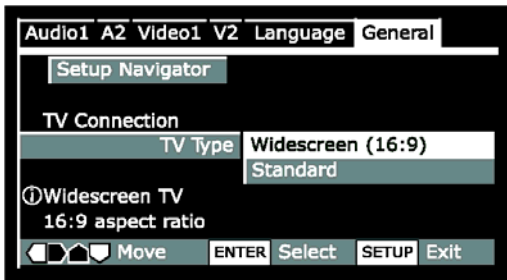 Audio1 A2 Video1 V2 Language General
Setup Navigator
TV Connection
TV Type Widescreen (16:9)
Standard
ⓘWidescreen TV
16:9 aspect ratio
Move ENTER Select SETUP Exit